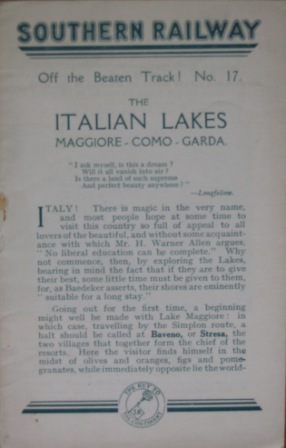 SOUTHERN RAILWAY
Off the Beaten Track! No. 17.
THE
ITALIAN LAKES
MAGGIORE - COMO - GARDA.
"I ask myself, is this a dream?
Will it all vanish into air?
Is there a land of such supreme
And perfect beauty anywhere?"
—Longfellow.
ITALY! There is magic in the very name,
and most people hope at some time to
visit this country so full of appeal to all
lovers of the beautiful, and without some acquaint-
ance with which Mr. H. Warner Allen argues,
"No liberal education can be complete." Why
not commence, then, by exploring the Lakes,
bearing in mind the fact that if they are to give
their best, some little time must be given to them,
for, as Baedeker asserts, their shores are eminently
"suitable for a long stay."
Going out for the first time, a beginning
might well be made with Lake Maggiore: in
which case, travelling by the Simplon route, a
halt should be called at Baveno, or Stresa, the
two villages that together form the chief of the
resorts. Here the visitor finds himself in the
midst of olives and oranges, figs and pome-
granates, while immediately opposite lie the world-
THE KEY TO
THE CONTINENT